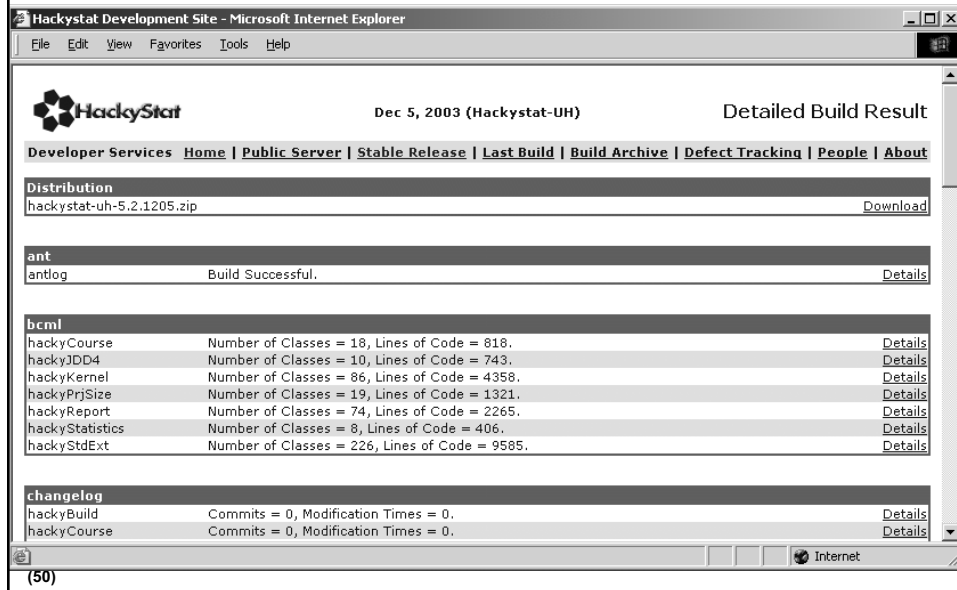 Hackystat Development Site - Microsoft Internet Explorer
File Edit View Favorites Tools Help
HackyStat Dec 5, 2003 (Hackystat-UH) Detailed Build Result
Developer Services Home | Public Server | Stable Release | Last Build | Build Archive | Defect Tracking | People | About
Distribution
hackystat-uh-5.2.1205.zip Download
ant
antlog Build Successful. Details
bcml
hackyCourse Number of Classes = 18, Lines of Code = 818. Details
hackyJDD4 Number of Classes = 10, Lines of Code = 743. Details
hackyKernel Number of Classes = 86, Lines of Code = 4358. Details
hackyPrjSize Number of Classes = 19, Lines of Code = 1321. Details
hackyReport Number of Classes = 74, Lines of Code = 2265. Details
hackyStatistics Number of Classes = 8, Lines of Code = 406. Details
hackyStdExt Number of Classes = 226, Lines of Code = 9585. Details
changelog
hackyBuild Commits = 0, Modification Times = 0. Details
hackyCourse Commits = 0, Modification Times = 0. Details
Internet
(50)